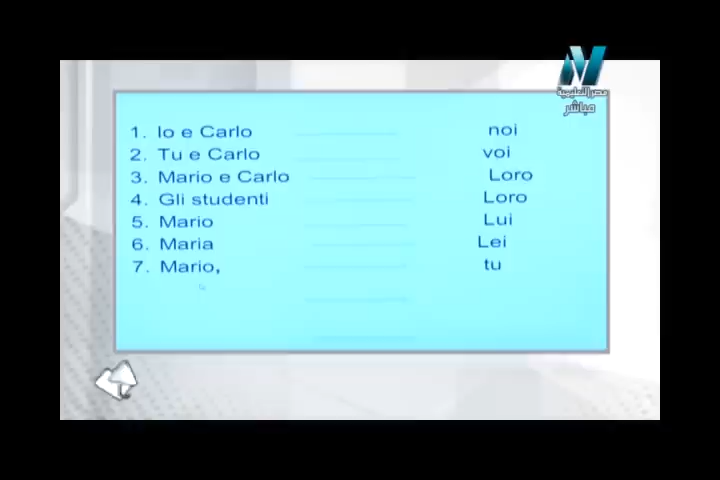 مصر التعليمية
مباشر
1. Io e Carlo noi
2. Tu e Carlo voi
3. Mario e Carlo Loro
4. Gli studenti Loro
5. Mario Lui
6. Maria Lei
7. Mario, tu